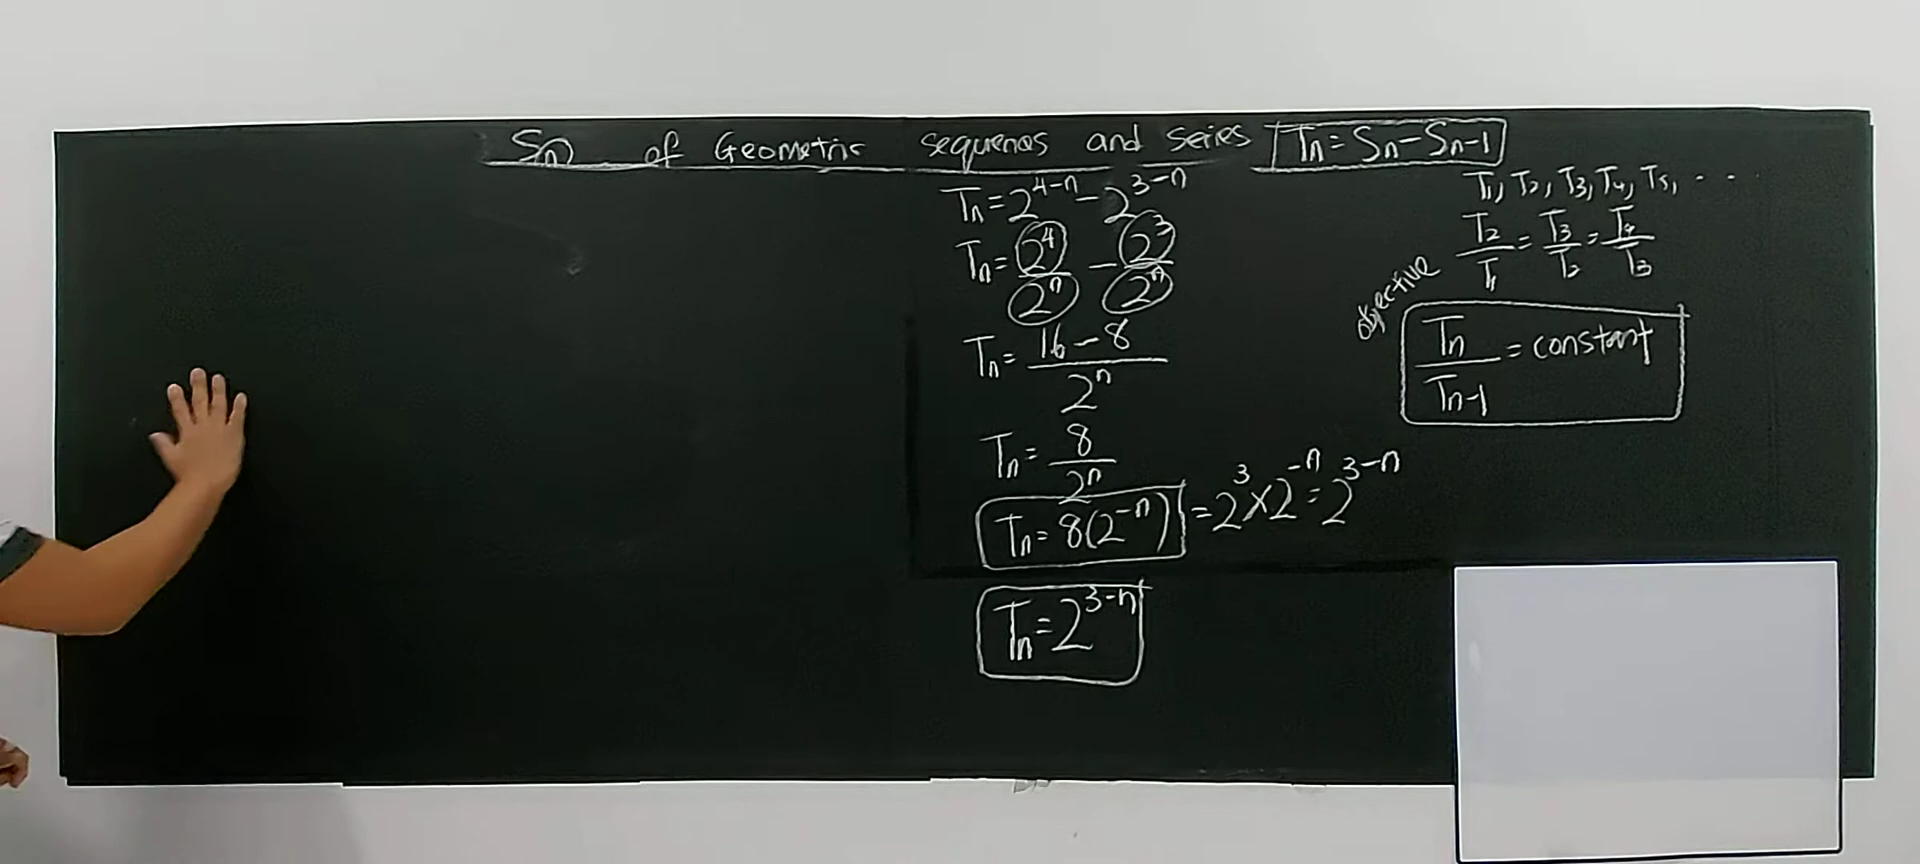 Sn of Geometric sequences and series Tn = Sn - Sn-1
Tn = 2^4-n - 2^3-n
Tn = 2^4/2^n - 2^3/2^n
Tn = 16 - 8/2^n
Tn = 8/2^n
Tn = 8(2^-n) = 2^3 × 2^-n = 2^3-n
Tn = 2^3-n
T1, T2, T3, T4, T5, . . .
T2/T1 = T3/T2 = T4/T3
objective
Tn/Tn-1 = constant